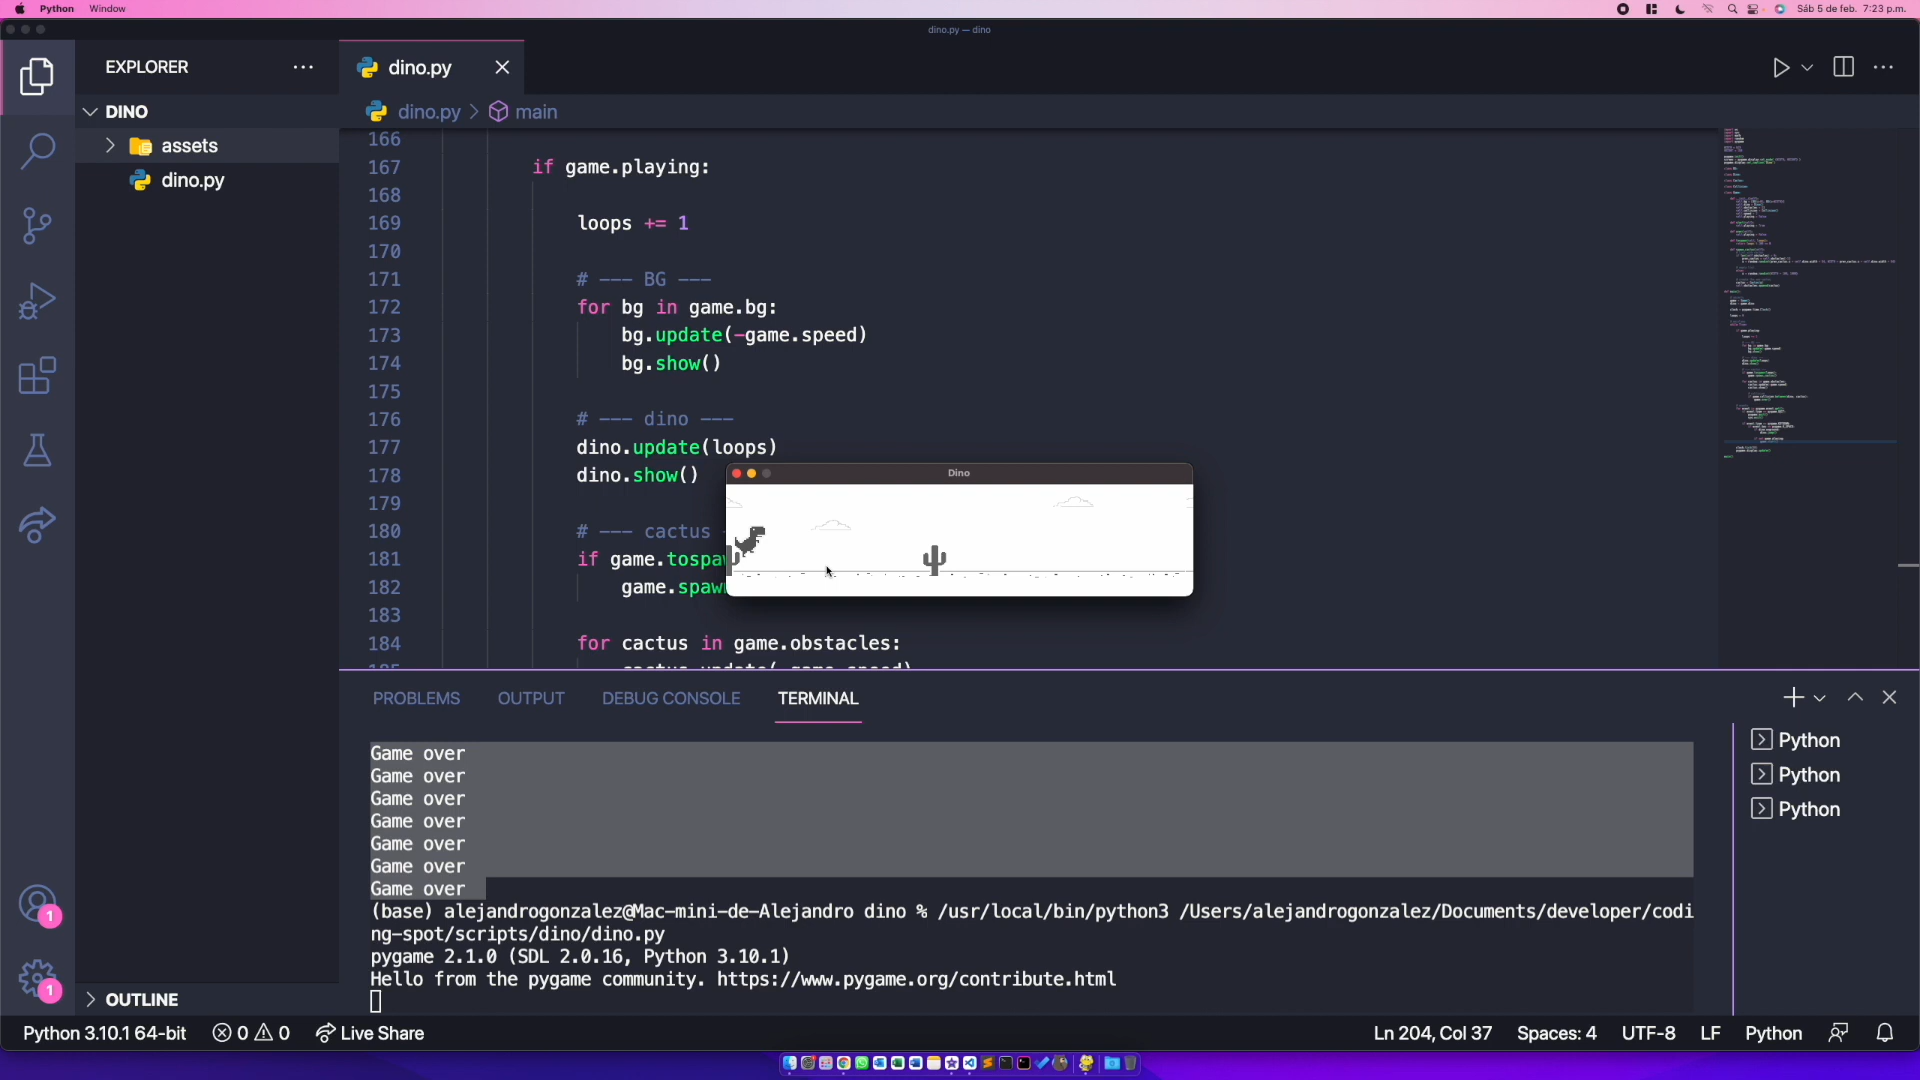 Python Window
Sáb 5 de feb. 7:23 p.m.
dino.py — dino
EXPLORER
dino.py
DINO
dino.py > main
assets
dino.py
166
167 if game.playing:
168
169 loops += 1
170
171 # --- BG ---
172 for bg in game.bg:
173 bg.update(-game.speed)
174 bg.show()
175
176 # --- dino ---
177 dino.update(loops)
178 dino.show()
179
180 # --- cactus
181 if game.tospaw
182 game.spaw
183
184 for cactus in game.obstacles:
185 cactus.update(-game.speed)
Dino
PROBLEMS OUTPUT DEBUG CONSOLE TERMINAL
Game over
Game over
Game over
Game over
Game over
Game over
Game over
(base) alejandrogonzalez@Mac-mini-de-Alejandro dino % /usr/local/bin/python3 /Users/alejandrogonzalez/Documents/developer/codi
ng-spot/scripts/dino/dino.py
pygame 2.1.0 (SDL 2.0.16, Python 3.10.1)
Hello from the pygame community. https://www.pygame.org/contribute.html
Python
Python
Python
1
1
OUTLINE
Python 3.10.1 64-bit 0 0 Live Share Ln 204, Col 37 Spaces: 4 UTF-8 LF Python